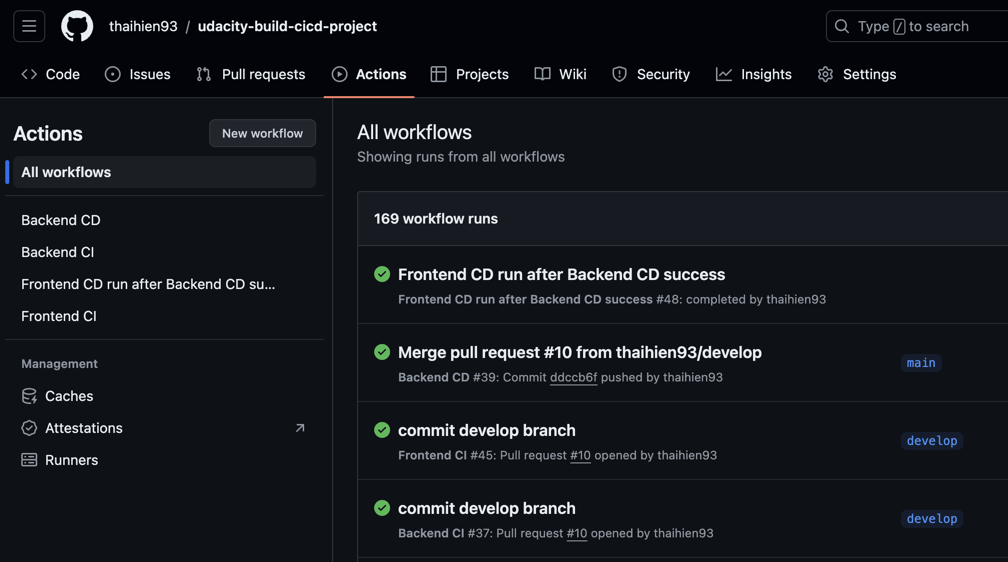 thaihien93 / udacity-build-cicd-project
Type / to search
Code Issues Pull requests Actions Projects Wiki Security Insights Settings
Actions
New workflow
All workflows
Backend CD
Backend CI
Frontend CD run after Backend CD su...
Frontend CI
Management
Caches
Attestations
Runners
All workflows
Showing runs from all workflows
169 workflow runs
Frontend CD run after Backend CD success
Frontend CD run after Backend CD success #48: completed by thaihien93
Merge pull request #10 from thaihien93/develop
Backend CD #39: Commit ddccb6f pushed by thaihien93
main
commit develop branch
Frontend CI #45: Pull request #10 opened by thaihien93
develop
commit develop branch
Backend CI #37: Pull request #10 opened by thaihien93
develop